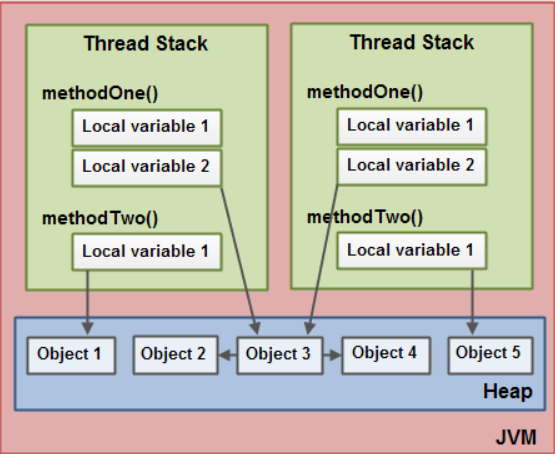 Thread Stack
methodOne()
Local variable 1
Local variable 2
methodTwo()
Local variable 1
Thread Stack
methodOne()
Local variable 1
Local variable 2
methodTwo()
Local variable 1
Object 1
Object 2
Object 3
Object 4
Object 5
Heap
JVM